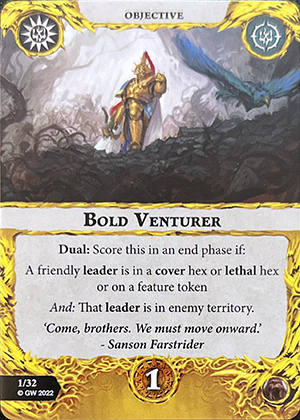 OBJECTIVE
BOLD VENTURER
Dual: Score this in an end phase if:
A friendly leader is in a cover hex or lethal hex
or on a feature token
And: That leader is in enemy territory.
‘Come, brothers. We must move onward.’
- Sanson Farstrider
1/32
© GW 2022
1